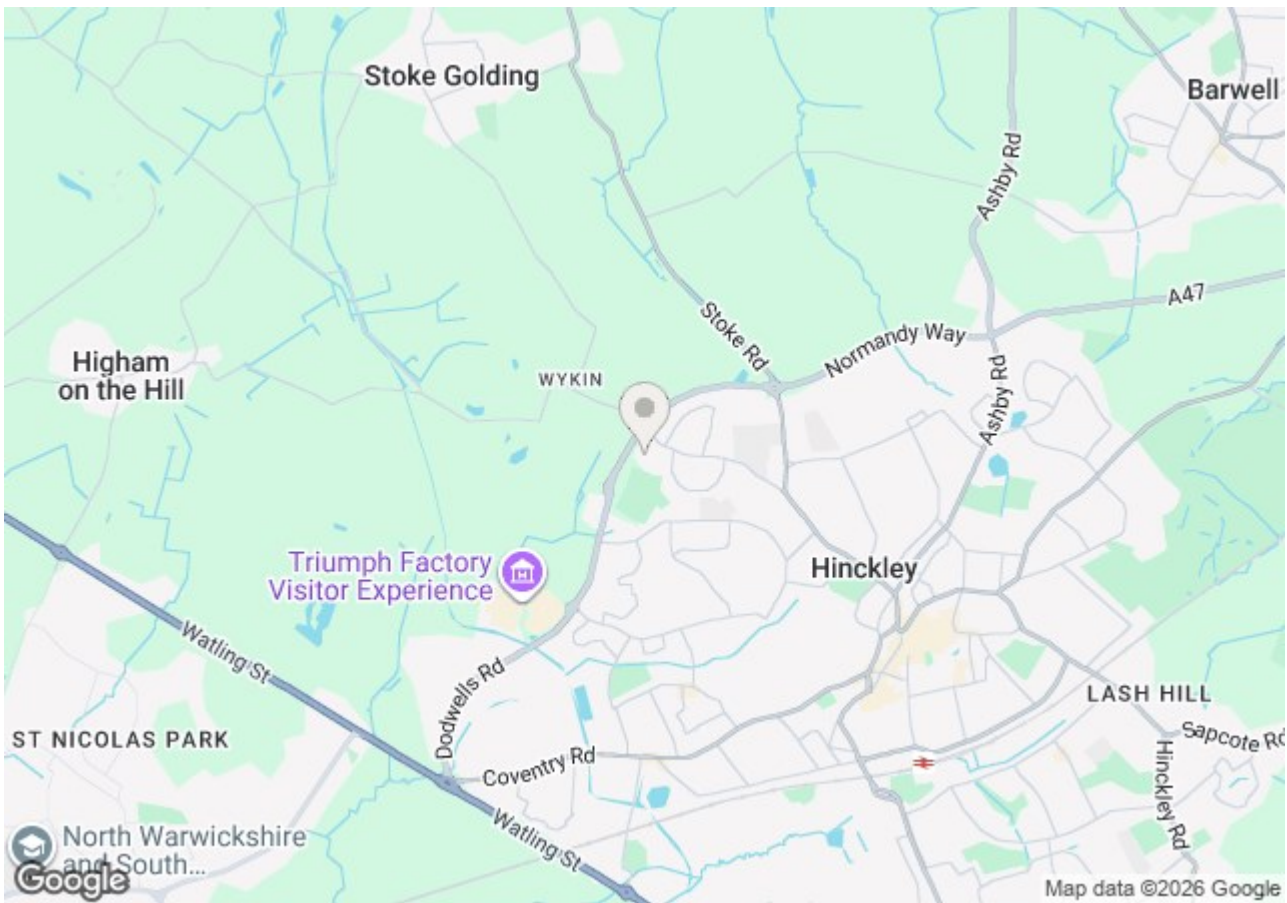 Stoke Golding
Barwell
Ashby Rd
A47
Stoke Rd
Normandy Way
Higham
on the Hill
WYKIN
Ashby Rd
Triumph Factory
Visitor Experience
Hinckley
Watling St
Dodwells Rd
LASH HILL
ST NICOLAS PARK
Sapcote Rd
Coventry Rd
Hinckley Rd
Watling St
North Warwickshire
and South...
Google
Map data ©2026 Google